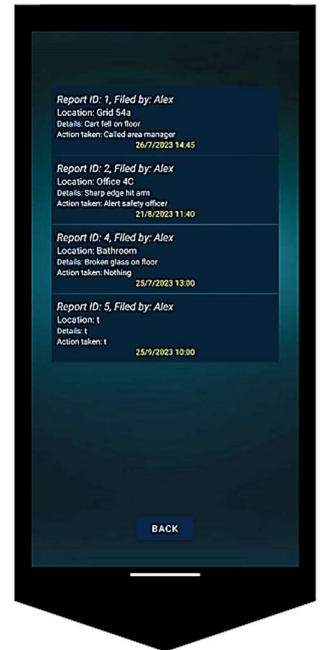 Report ID: 1, Filed by: Alex
Location: Grid 54a
Details: Cart fell on floor
Action taken: Called area manager
26/7/2023 14:45
Report ID: 2, Filed by: Alex
Location: Office 4C
Details: Sharp edge hit arm
Action taken: Alert safety officer
21/8/2023 11:40
Report ID: 4, Filed by: Alex
Location: Bathroom
Details: Broken glass on floor
Action taken: Nothing
25/7/2023 13:00
Report ID: 5, Filed by: Alex
Location: t
Details: t
Action taken: t
25/9/2023 10:00
BACK